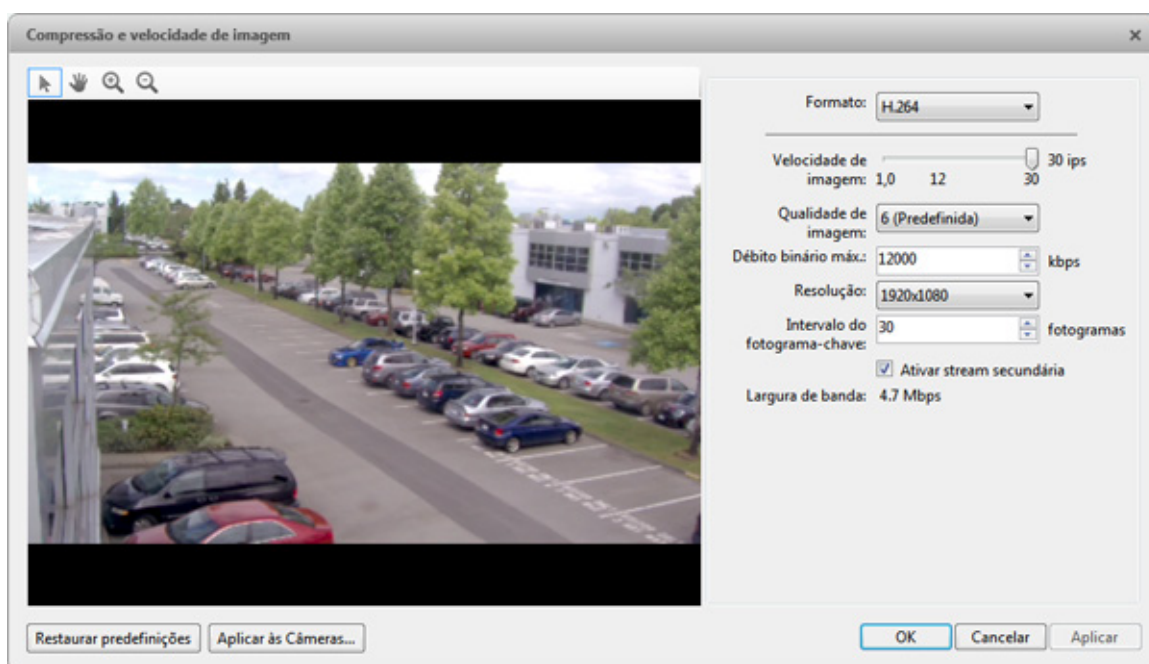 Compressão e velocidade de imagem
Formato: H.264
Velocidade de
imagem: 1,0 12 30 30 ips
Qualidade de
imagem: 6 (Predefinida)
Débito binário máx.: 12000 kbps
Resolução: 1920x1080
Intervalo do
fotograma-chave: 30 fotogramas
Ativar stream secundária
Largura de banda: 4.7 Mbps
Restaurar predefinições Aplicar às Câmeras... OK Cancelar Aplicar